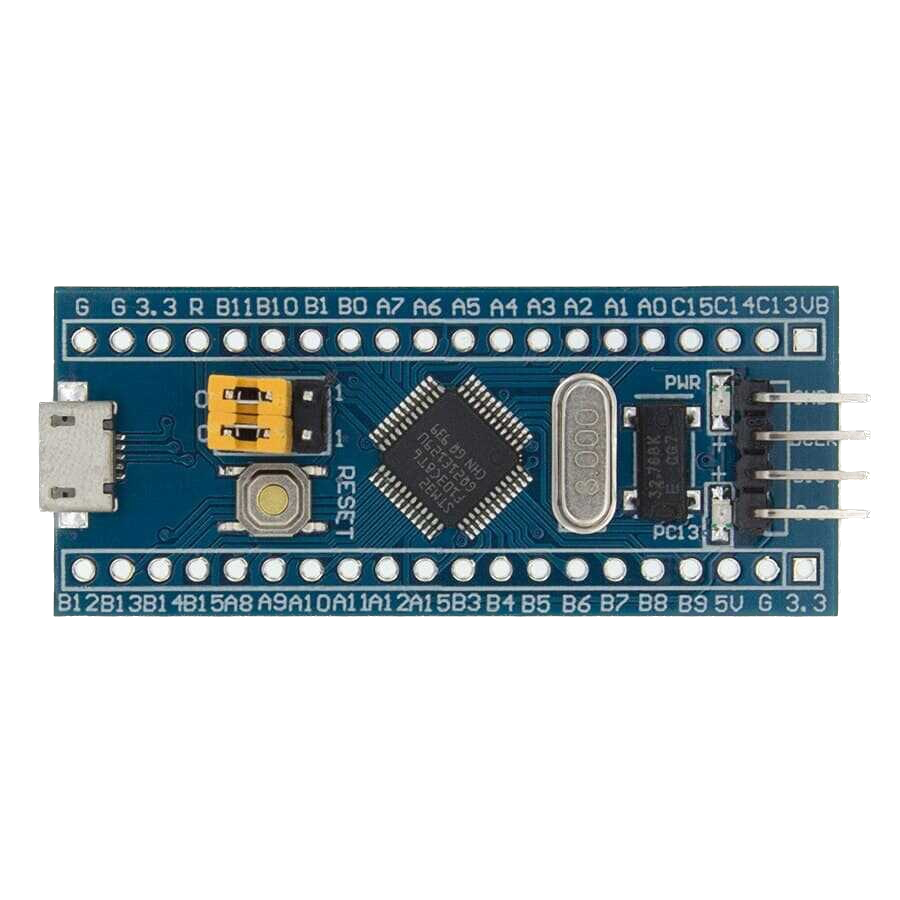 G G 3.3 R B11 B10 B1 B0 A7 A6 A5 A4 A3 A2 A1 A0 C15 C14 C13 VB
PWR
0 1
0 1
RESET
8.000
32.768K
E CG7
PC13
STM32
B12 B13 B14 B15 A8 A9 A10 A11 A12 A15 B3 B4 B5 B6 B7 B8 B9 5V G 3.3